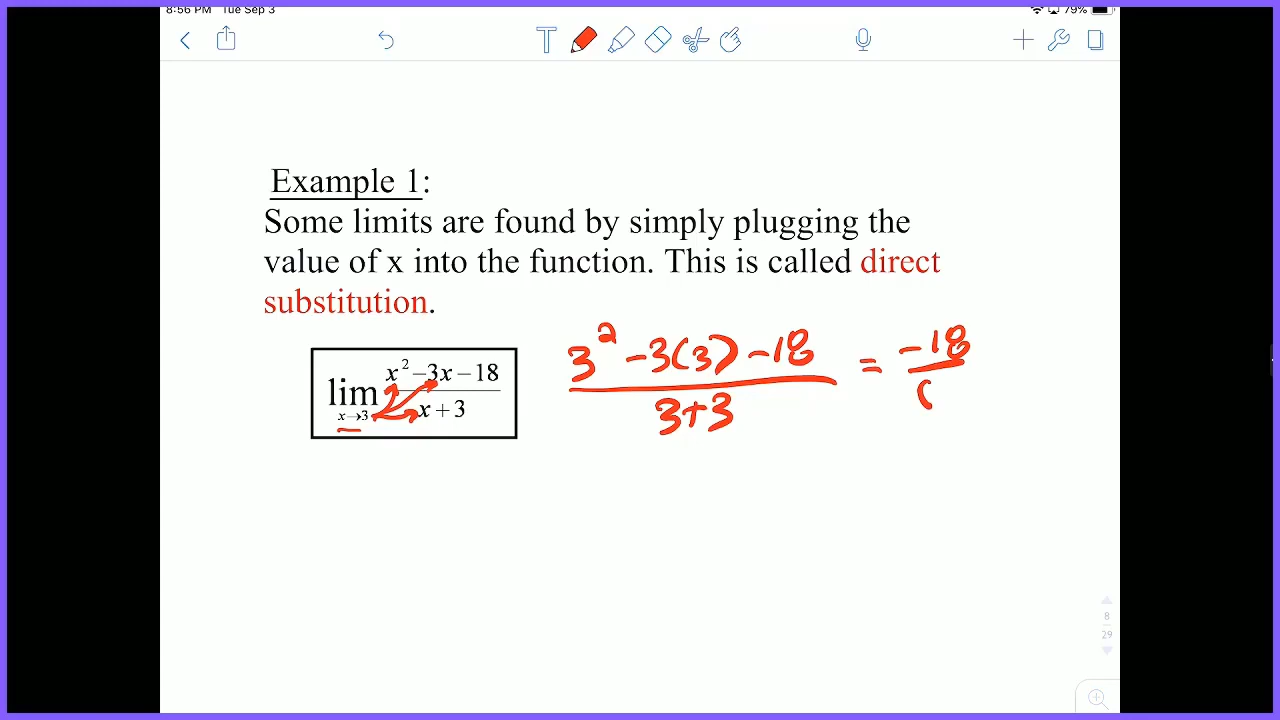 8:56 PM Tue Sep 3
79%
T
Example 1:
Some limits are found by simply plugging the
value of x into the function. This is called direct
substitution.
lim x→3 x² − 3x − 18 / x + 3
3² − 3(3) − 18 / 3+3 = −18 /
8
29